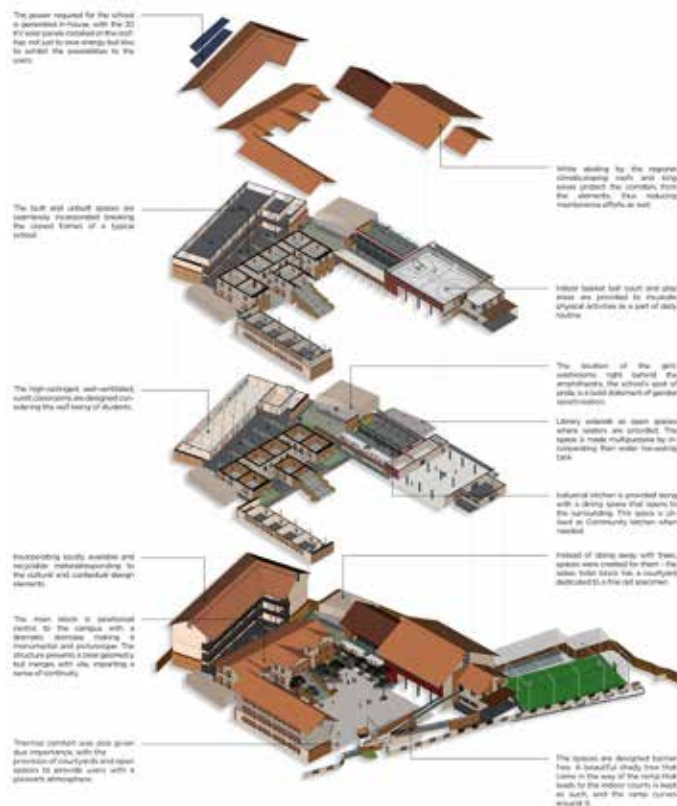 The power required for the school
is generated in-house, with the 20
KV solar panels installed on the roof-
top, not just to save energy but also
to exhibit the possibilities to the
users
While abiding by the regional
roofs and long
eaves protect the corridors from
the elements, thus reducing
maintenance efforts as well
The built and unbuilt spaces are
seamlessly incorporated breaking
the closed frames of a typical
school
Indoor basket ball court and play
areas are provided to inculcate
physical activities as a part of daily
routine
The location of the girls
washrooms right behind the
amphitheatre, the school's spot of
pride, is a bold statement of gender
The high-ceilinged, well-ventilated,
sunlit classrooms are designed con-
sidering the well being of students.
Library extends as open spaces
where seaters are provided. The
space is made multipurpose by in-
corporating water harvesting
tank
Industrial kitchen is provided along
with a dining space that opens to
the surrounding. This space is uti-
lised as Community kitchen when
needed
Incorporating locally available and
recyclable materials responding to
the cultural and contextual design
elements.
Instead of doing away with trees,
spaces were created for them - the
toilet block has a courtyard
dedicated to a fine specimen
The main block is positioned
centric to the campus with a
dramatic staircase making it
monumental and picturesque. The
structure presents a clear geometry
but merges with site, imparting a
sense of continuity.
Thermal comfort was also given
due importance, with the
provision of courtyards and open
spaces to provide users with a
pleasant atmosphere.
The spaces are designed barrier
free. A beautiful shady tree that
came in the way of the ramp that
leads to the indoor courts is kept
as such, and the ramp curves
around it